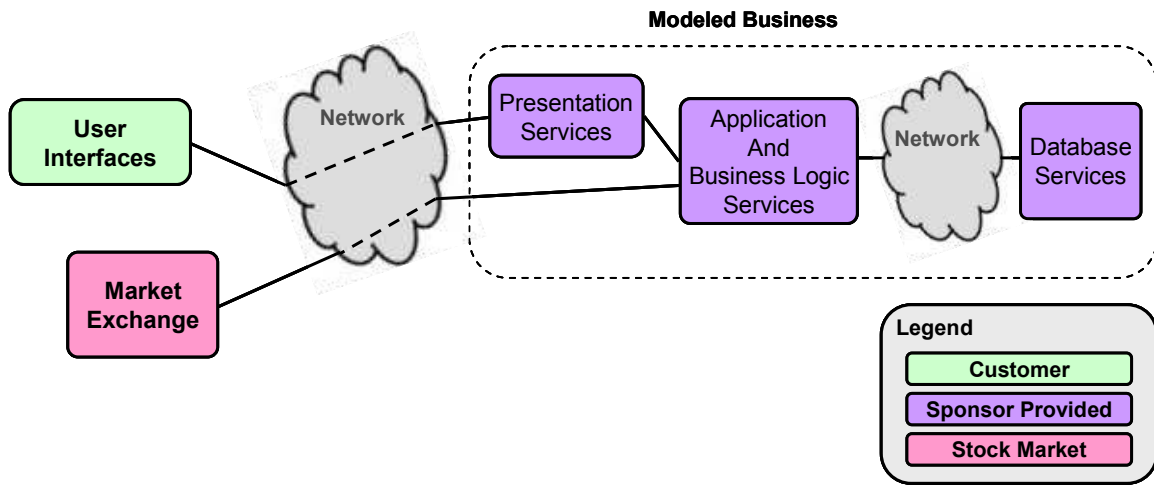 Modeled Business
User
Interfaces
Network
Presentation
Services
Application
And
Business Logic
Services
Network
Database
Services
Market
Exchange
Legend
Customer
Sponsor Provided
Stock Market